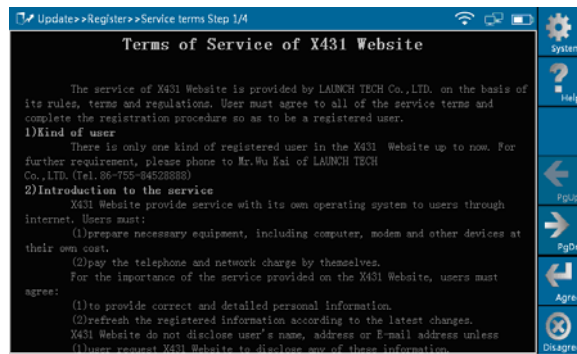 Update>>Register>>Service terms Step 1/4
Terms of Service of X431 Website
The service of X431 Website is provided by LAUNCH TECH Co.,LTD. on the basis of
its rules, terms and regulations. User must agree to all of the service terms and
complete the registration procedure so as to be a registered user.
1)Kind of user
There is only one kind of registered user in the X431 Website up to now. For
further requirement, please phone to Mr.Wu Kai of LAUNCH TECH
Co.,LTD.(Tel.86-755-84528888)
2)Introduction to the service
X431 Website provide service with its own operating system to users through
internet. Users must:
(1)prepare necessary equipment, including computer, modem and other devices at
their own cost.
(2)pay the telephone and network charge by themselves.
For the importance of the service provided on the X431 Website, users must
agree:
(1)to provide correct and detailed personal information.
(2)refresh the registered information according to the latest changes.
X431 Website do not disclose user's name, address or E-mail address unless
(1)user request X431 Website to disclose any of these information.
System
Help
PgUp
PgDn
Agree
Disagree